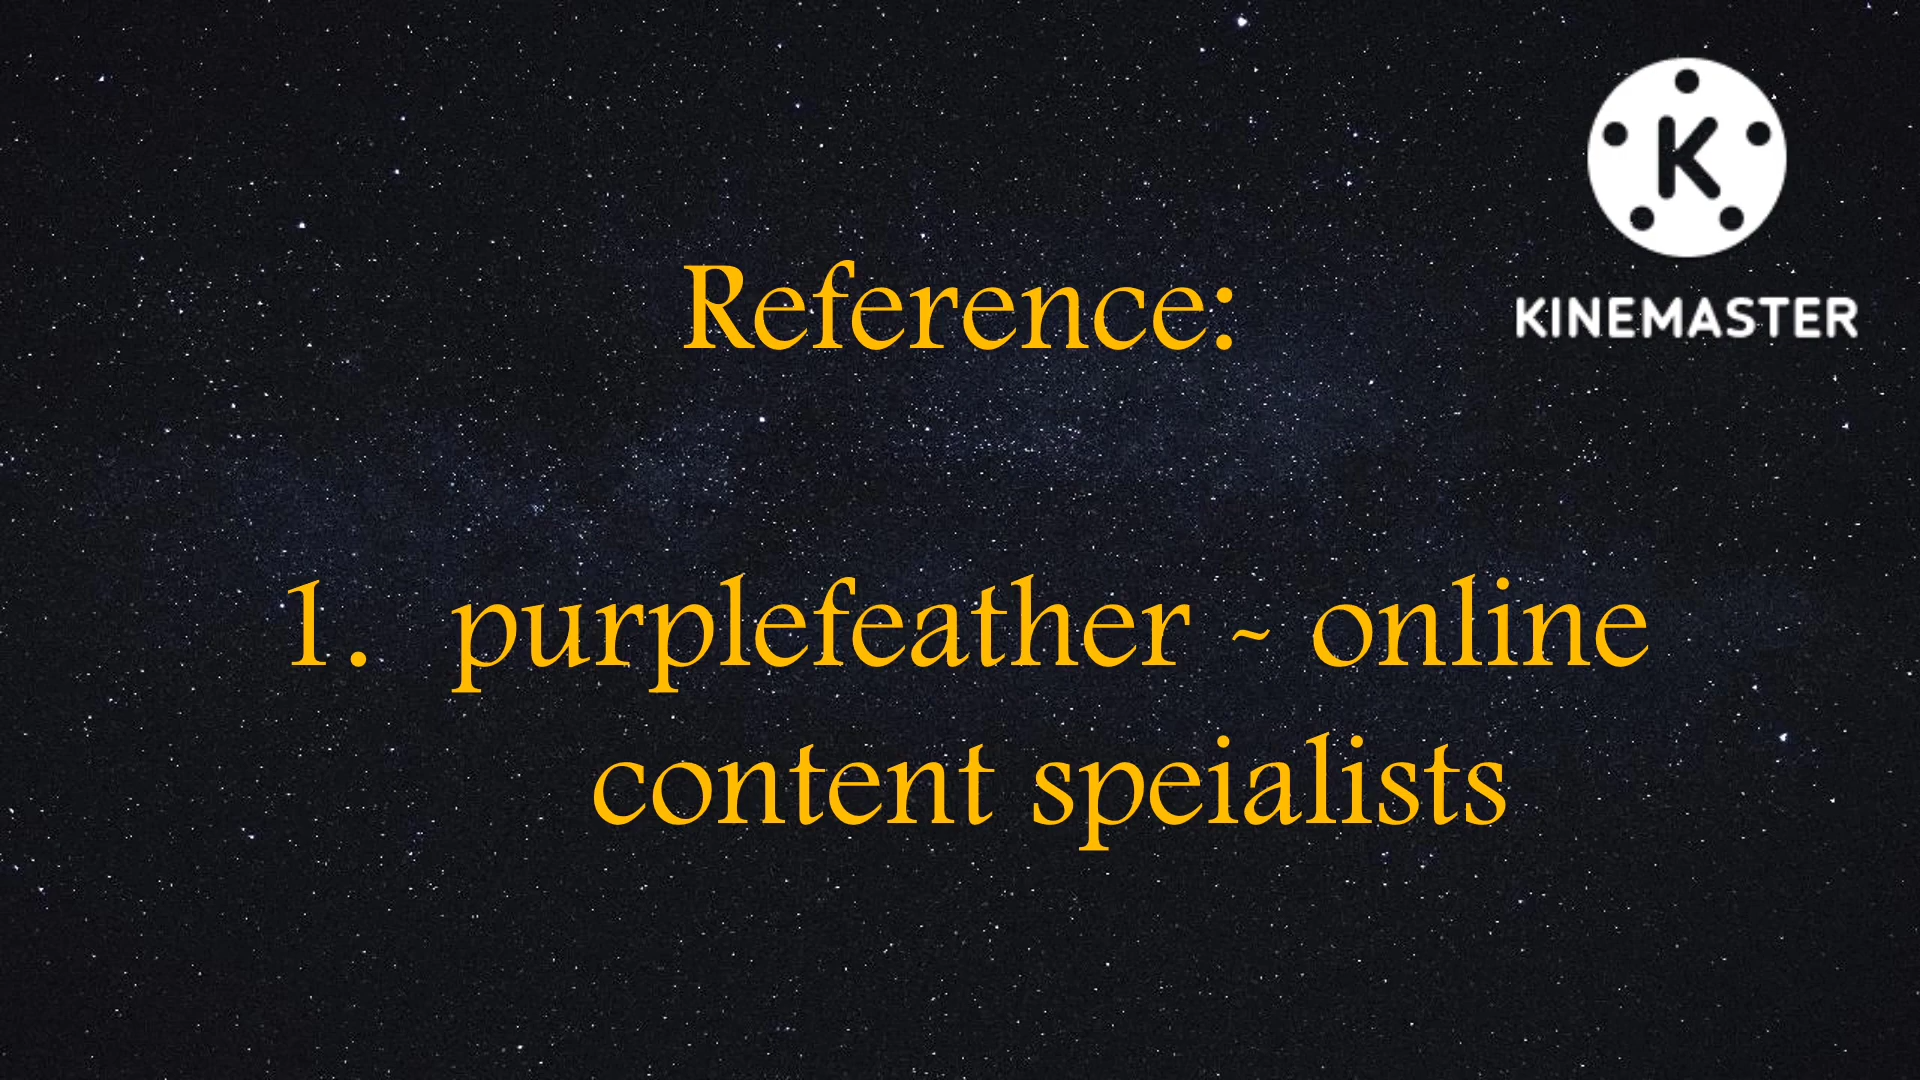 K
KINEMASTER
Reference:
1. purplefeather - online
content speialists